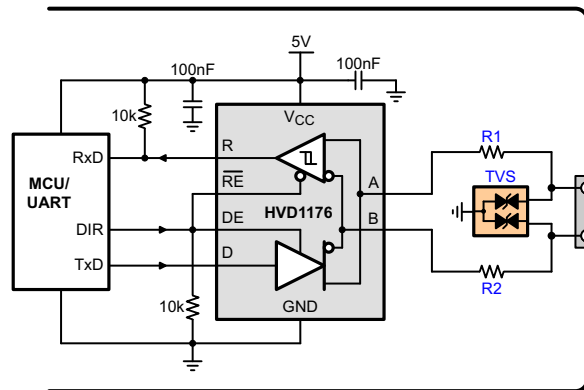 5V
100nF
100nF
10k
VCC
R1
RxD
R
MCU/
UART
RE
A
TVS
HVD1176
DIR
DE
B
TxD
D
10k
GND
R2